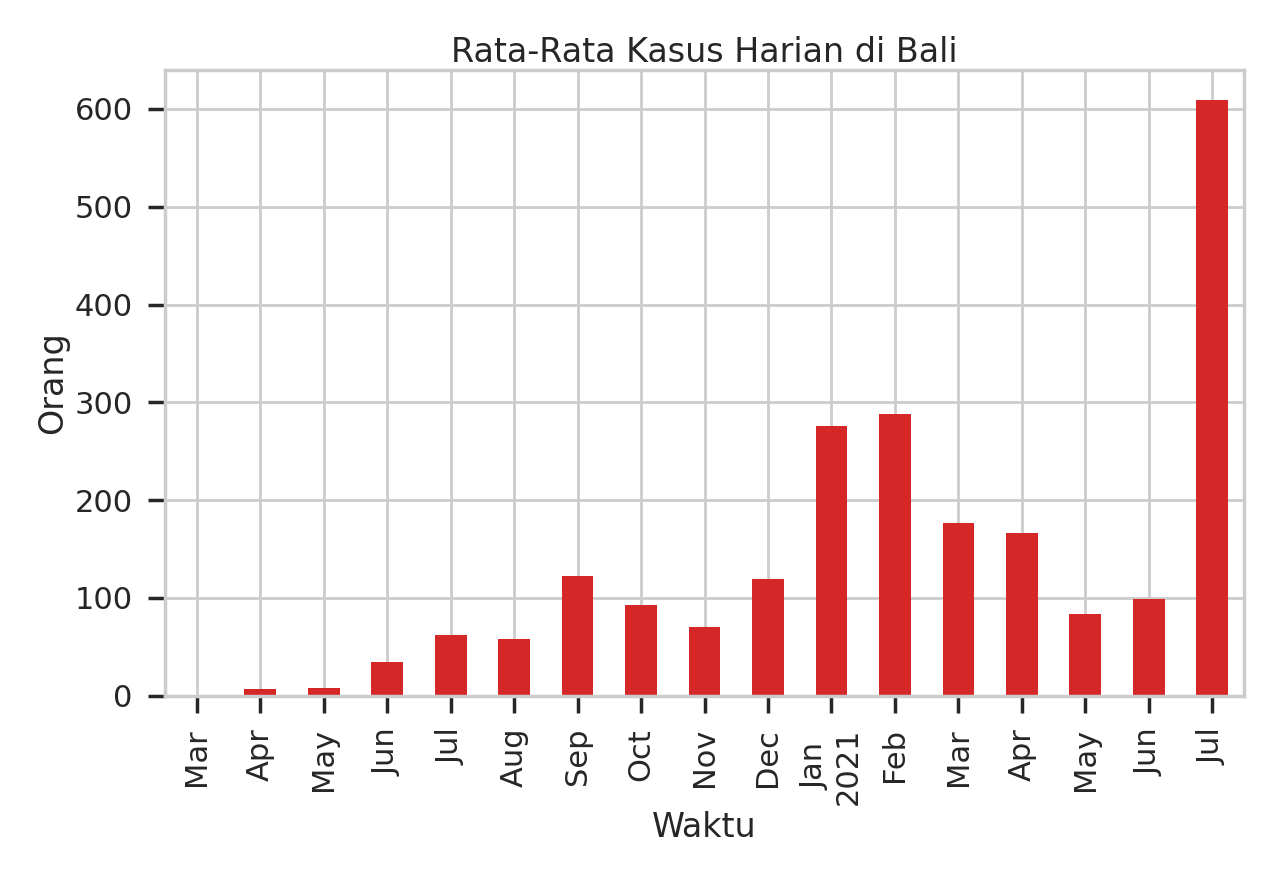 Rata-Rata Kasus Harian di Bali
600
500
400
300
200
100
0
Orang
Mar
Apr
May
Jun
Jul
Aug
Sep
Oct
Nov
Dec
Jan
2021
Feb
Mar
Apr
May
Jun
Jul
Waktu